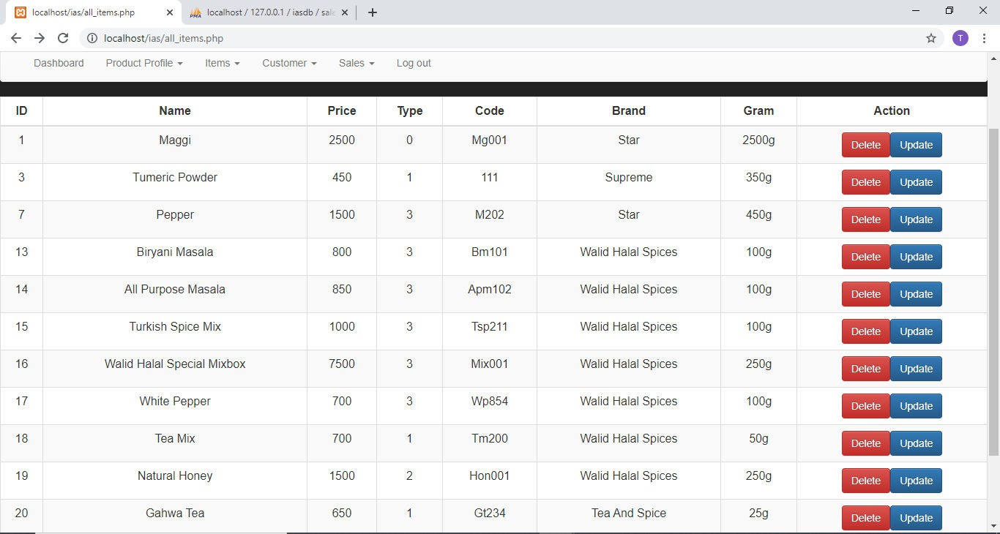 localhost/ias/all_items.php
localhost / 127.0.0.1 / iasdb / sale
localhost/ias/all_items.php
T
Dashboard Product Profile Items Customer Sales Log out
ID Name Price Type Code Brand Gram Action
1 Maggi 2500 0 Mg001 Star 2500g Delete Update
3 Tumeric Powder 450 1 111 Supreme 350g Delete Update
7 Pepper 1500 3 M202 Star 450g Delete Update
13 Biryani Masala 800 3 Bm101 Walid Halal Spices 100g Delete Update
14 All Purpose Masala 850 3 Apm102 Walid Halal Spices 100g Delete Update
15 Turkish Spice Mix 1000 3 Tsp211 Walid Halal Spices 100g Delete Update
16 Walid Halal Special Mixbox 7500 3 Mix001 Walid Halal Spices 250g Delete Update
17 White Pepper 700 3 Wp854 Walid Halal Spices 100g Delete Update
18 Tea Mix 700 1 Tm200 Walid Halal Spices 50g Delete Update
19 Natural Honey 1500 2 Hon001 Walid Halal Spices 250g Delete Update
20 Gahwa Tea 650 1 Gt234 Tea And Spice 25g Delete Update